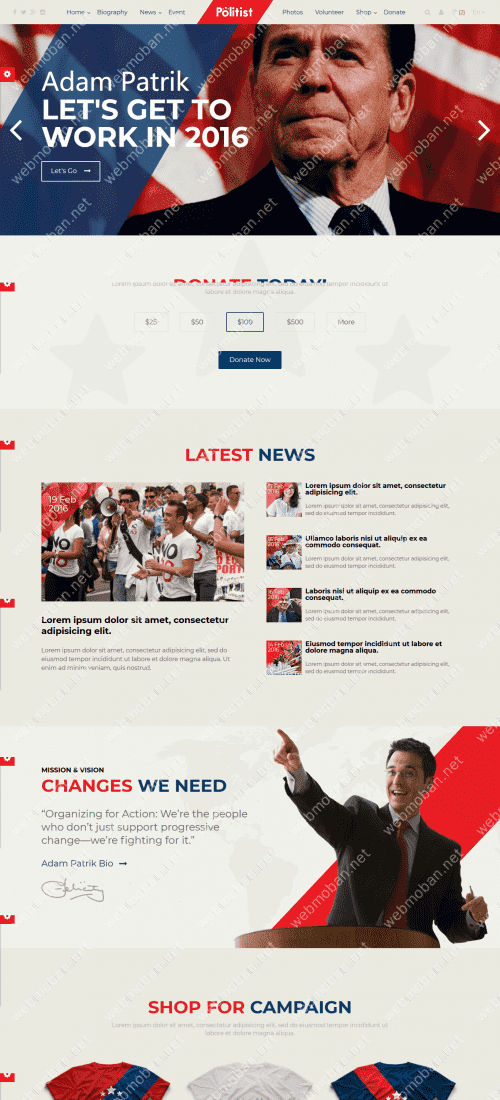 Home Biography News Event Politist Photos Volunteer Shop Donate En
Adam Patrik
LET'S GET TO
WORK IN 2016
Let's Go
DONATE TODAY!
Lorem ipsum dolor sit amet, consectetur adipisicing elit, sed do eiusmod tempor incididunt ut
labore et dolore magna aliqua.
$25 $50 $100 $500 More
Donate Now
LATEST NEWS
19 Feb
2016
Lorem ipsum dolor sit amet, consectetur
adipisicing elit.
Lorem ipsum dolor sit amet, consectetur adipisicing elit, sed do
eiusmod tempor incididunt ut labore et dolore magna aliqua. Ut
enim ad minim veniam, quis nostrud.
Lorem ipsum dolor sit amet, consectetur
adipisicing elit.
Lorem ipsum dolor sit amet, consectetur adipisicing elit,
sed do eiusmod tempor incididunt.
Ullamco laboris nisi ut aliquip ex ea
commodo consequat.
Lorem ipsum dolor sit amet, consectetur adipisicing elit,
sed do eiusmod tempor incididunt.
Laboris nisi ut aliquip ex ea commodo
consequat.
Lorem ipsum dolor sit amet, consectetur adipisicing elit,
sed do eiusmod tempor incididunt.
Eiusmod tempor incididunt ut labore et
dolore magna aliqua.
Lorem ipsum dolor sit amet, consectetur adipisicing elit,
sed do eiusmod tempor incididunt.
MISSION & VISION
CHANGES WE NEED
“Organizing for Action: We’re the people
who don’t just support progressive
change—we’re fighting for it.”
Adam Patrik Bio
SHOP FOR CAMPAIGN
Lorem ipsum dolor sit amet, consectetur adipisicing elit, sed do eiusmod tempor incididunt ut
labore et dolore magna aliqua.
webmoban.net